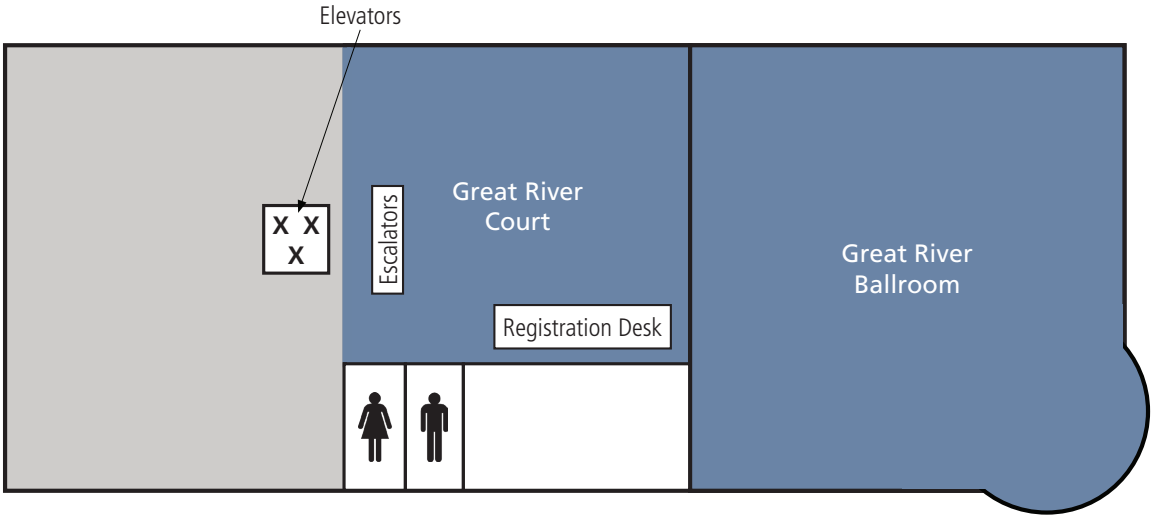 Elevators
X X
X
Escalators
Great River
Court
Registration Desk
Great River
Ballroom